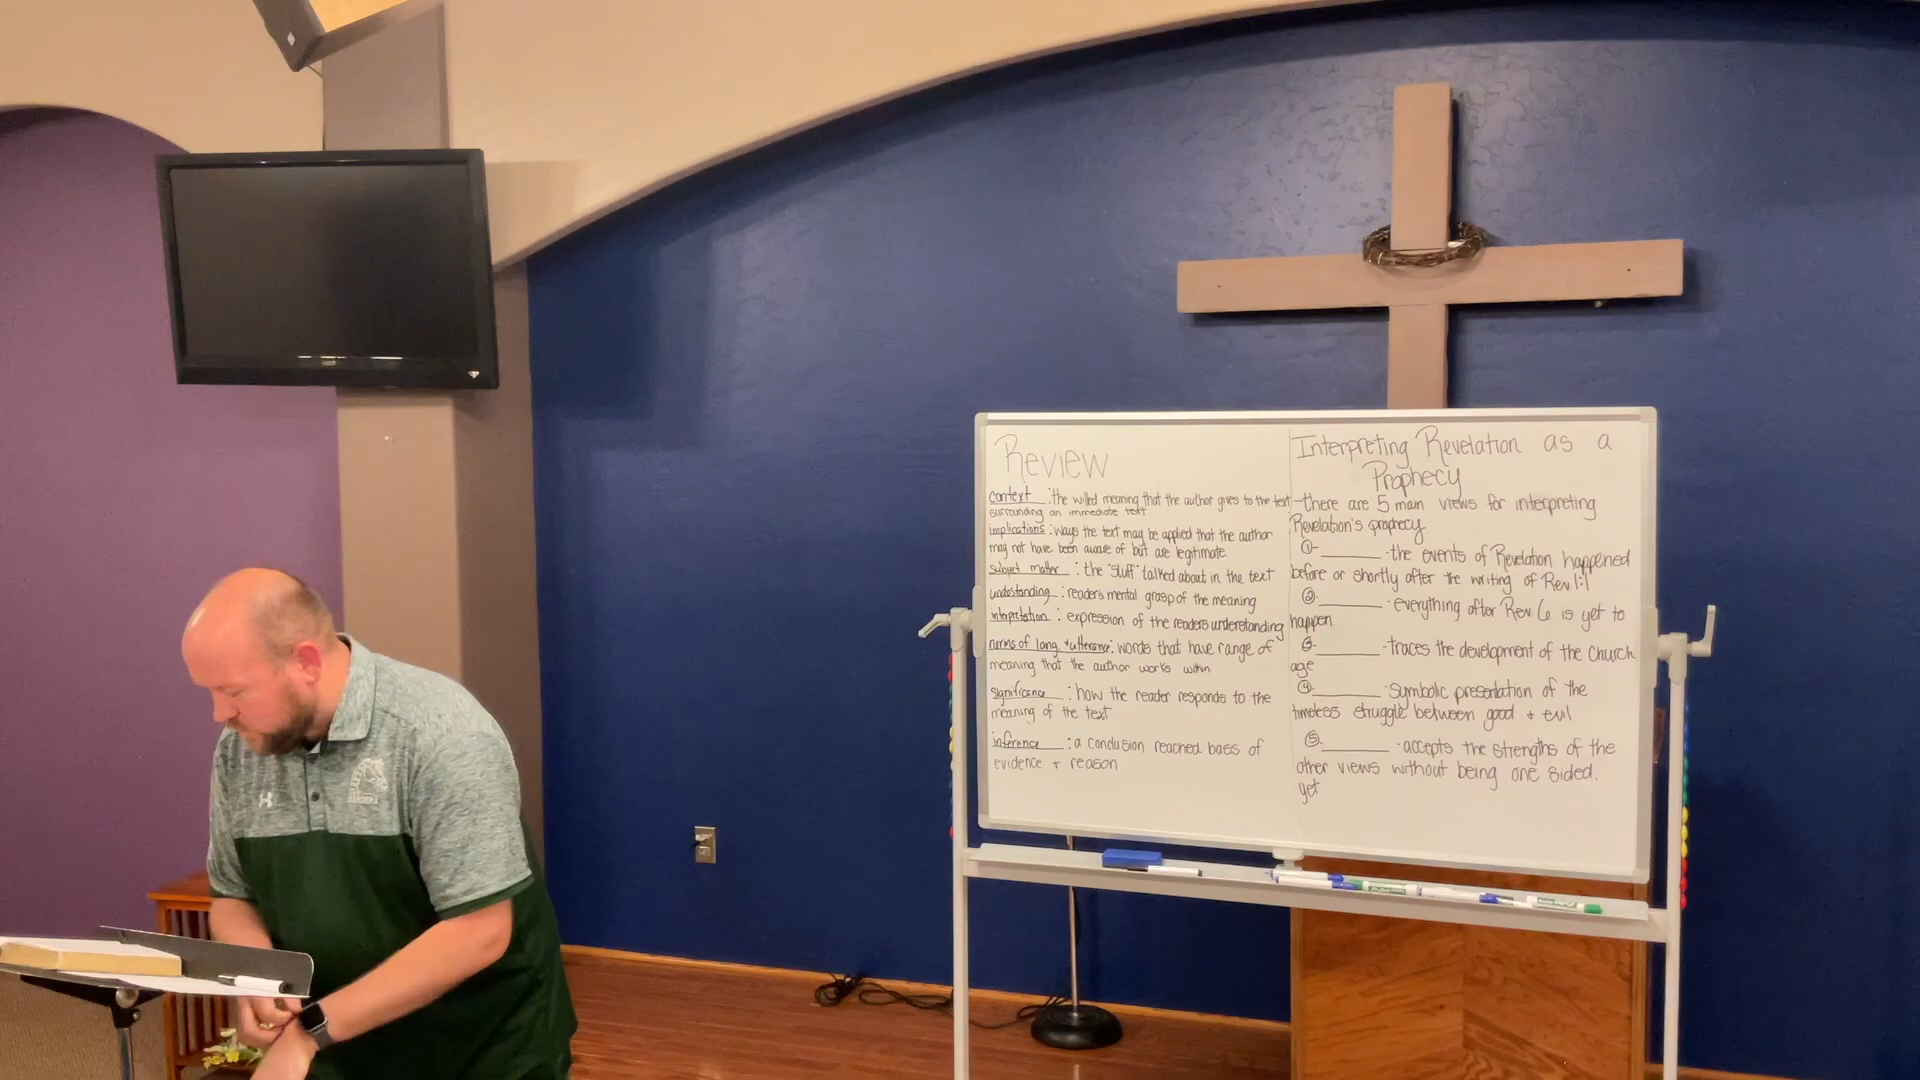 Review
context : the willed meaning that the author gives to the text
surrounding an immediate text
implications : ways the text may be applied that the author
may not have been aware of but are legitimate.
subject matter : the "stuff" talked about in the text
undostanding : readers mental grasp of the meaning
intrprtation : expression of the readers understanding
norms of lang. + utterance : words that have range of
meaning that the author works within
significance : how the reader responds to the
meaning of the text
inference : a conclusion reached bases of
evidence + reason
Interpreting Revelation as a
Prophecy
-there are 5 main views for interpreting
Revelation's prophecy
① ______ -the events of Revelation happened
before or shortly after the writing of Rev 1:1
② ______ -everything after Rev. 6 is yet to
happen.
③ ______ -traces the development of the church
age
④ ______ -symbolic presentation of the
timeless struggle between good + evil
⑤ ______ -accepts the strengths of the
other views without being one sided.
yet